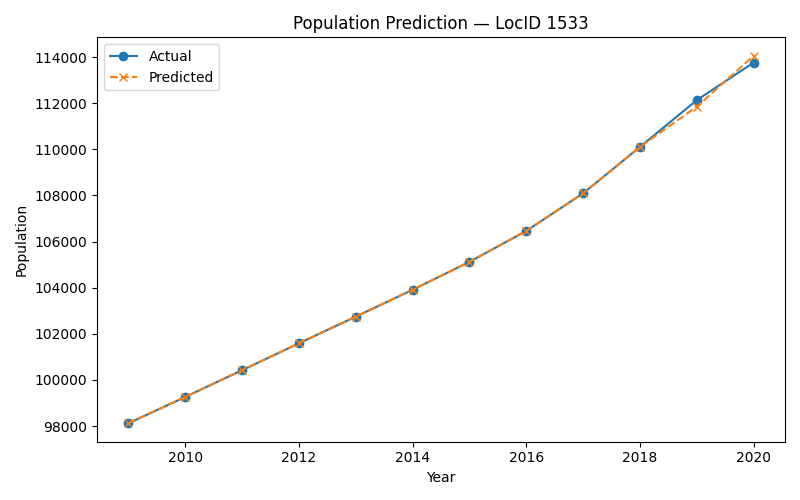 Population Prediction — LocID 1533
Actual
Predicted
114000
112000
110000
108000
106000
104000
102000
100000
98000
Population
2010 2012 2014 2016 2018 2020
Year